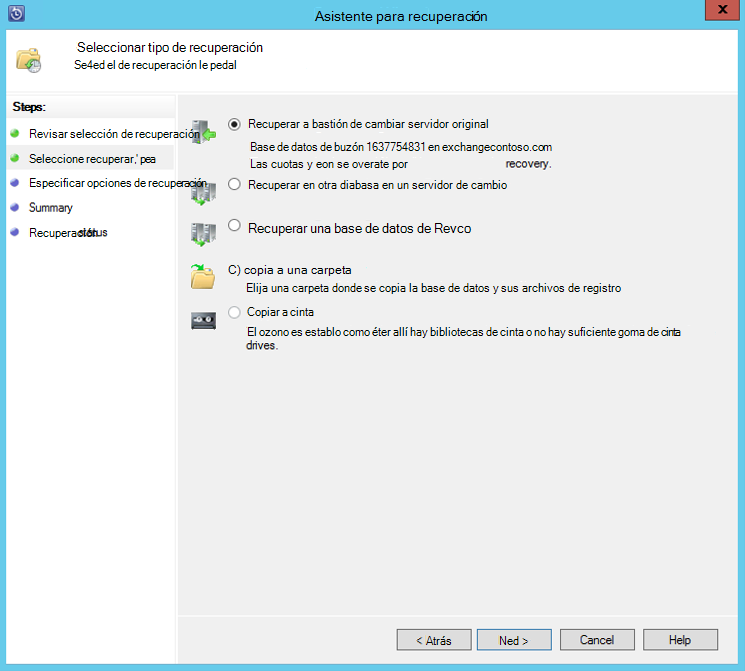 Asistente para recuperación
x
Seleccionar tipo de recuperación
Se4ed el de recuperación le pedal
Steps:
Revisar selección de recuperación
Seleccione recuperar,' pea
Especificar opciones de recuperación
Summary
Recuperación status
Recuperar a bastión de cambiar servidor original
Base de datos de buzón 1637754831 en exchangecontoso.com
Las cuotas y eon se overate por recovery.
Recuperar en otra diabasa en un servidor de cambio
Recuperar una base de datos de Revco
C) copia a una carpeta
Elija una carpeta donde se copia la base de datos y sus archivos de registro
Copiar a cinta
El ozono es establo como éter allí hay bibliotecas de cinta o no hay suficiente goma de cinta
drives.
< Atrás
Ned >
Cancel
Help